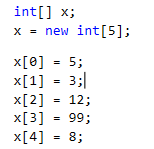 int[] x;
x = new int[5];
x[0] = 5;
x[1] = 3;
x[2] = 12;
x[3] = 99;
x[4] = 8;